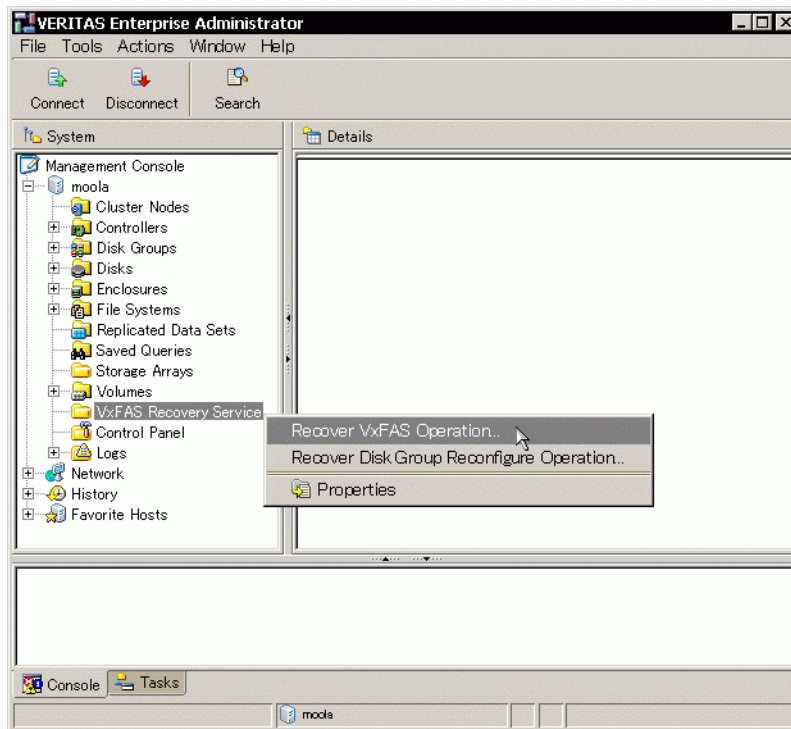 VERITAS Enterprise Administrator
File Tools Actions Window Help
Connect Disconnect Search
System
Details
Management Console
moola
Cluster Nodes
Controllers
Disk Groups
Disks
Enclosures
File Systems
Replicated Data Sets
Saved Queries
Storage Arrays
Volumes
VxFAS Recovery Service
Recover VxFAS Operation...
Control Panel
Recover Disk Group Reconfigure Operation...
Logs
Network
Properties
History
Favorite Hosts
Console Tasks
moola